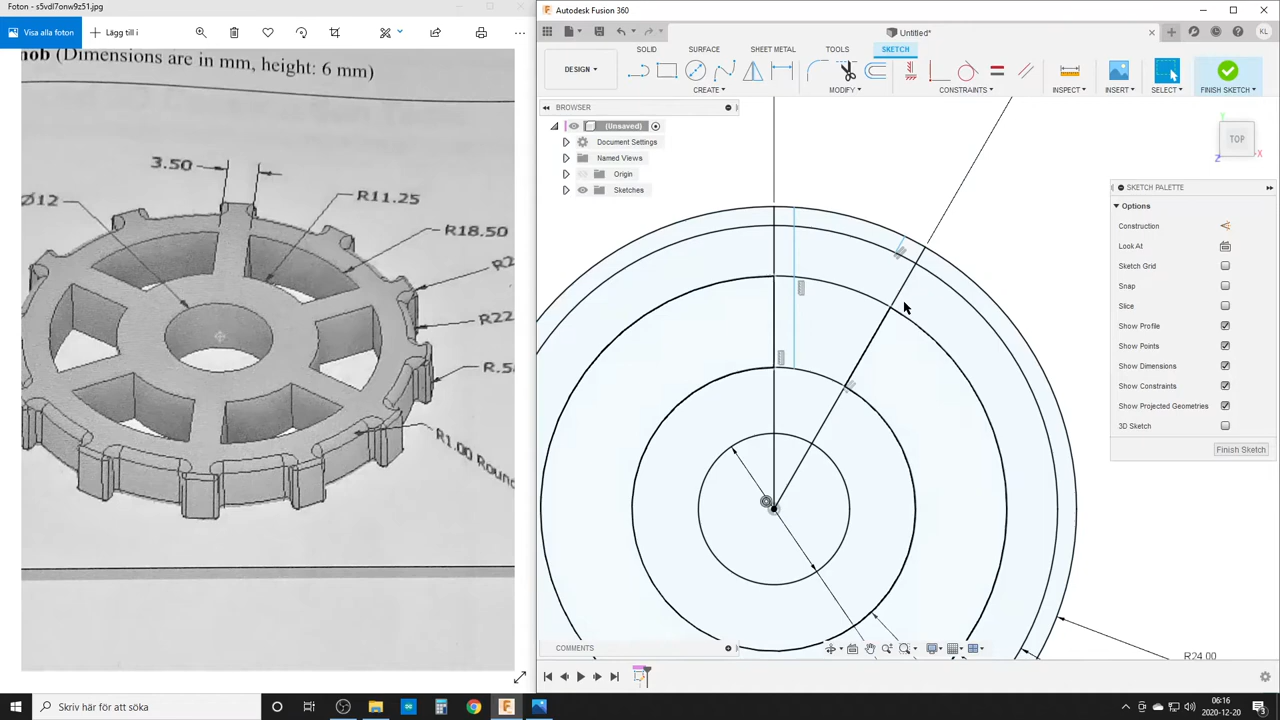 Foton - s5vdl7onw9z51.jpg
Visa alla foton
Lägg till i
nob (Dimensions are in mm, height: 6 mm)
3.50
Ø12
R11.25
R18.50
R22
R.5
R1.00 Roun
Autodesk Fusion 360
Untitled*
KL
SOLID
SURFACE
SHEET METAL
TOOLS
SKETCH
DESIGN
CREATE
MODIFY
CONSTRAINTS
INSPECT
INSERT
SELECT
FINISH SKETCH
BROWSER
(Unsaved)
Document Settings
Named Views
Origin
Sketches
TOP
Y
X
Z
SKETCH PALETTE
Options
Construction
Look At
Sketch Grid
Snap
Slice
Show Profile
Show Points
Show Dimensions
Show Constraints
Show Projected Geometries
3D Sketch
Finish Sketch
R24.00
COMMENTS
Skriv här för att söka
06:16
2020-12-20
3